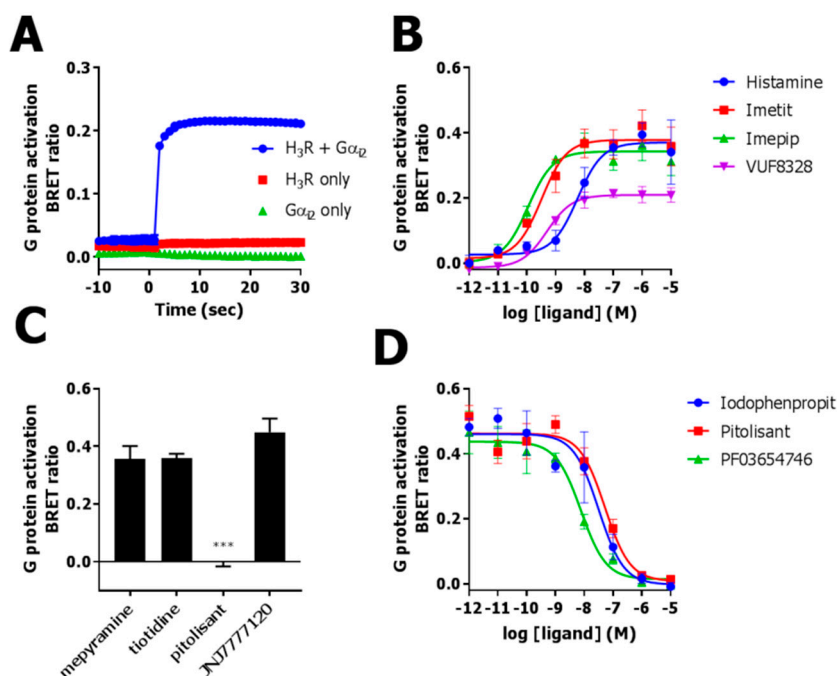 A
G protein activation
BRET ratio
0.3
0.2
0.1
0.0
-10 0 10 20 30
Time (sec)
H₃R + Gαi2
H₃R only
Gαi2 only
B
G protein activation
BRET ratio
0.6
0.4
0.2
0.0
-12 -11 -10 -9 -8 -7 -6 -5
log [ligand] (M)
Histamine
Imetit
Imepip
VUF8328
C
G protein activation
BRET ratio
0.6
0.4
0.2
0.0
***
mepyramine
tiotidine
pitolisant
JNJ7777120
D
G protein activation
BRET ratio
0.6
0.4
0.2
0.0
-12 -11 -10 -9 -8 -7 -6 -5
log [ligand] (M)
Iodophenpropit
Pitolisant
PF03654746